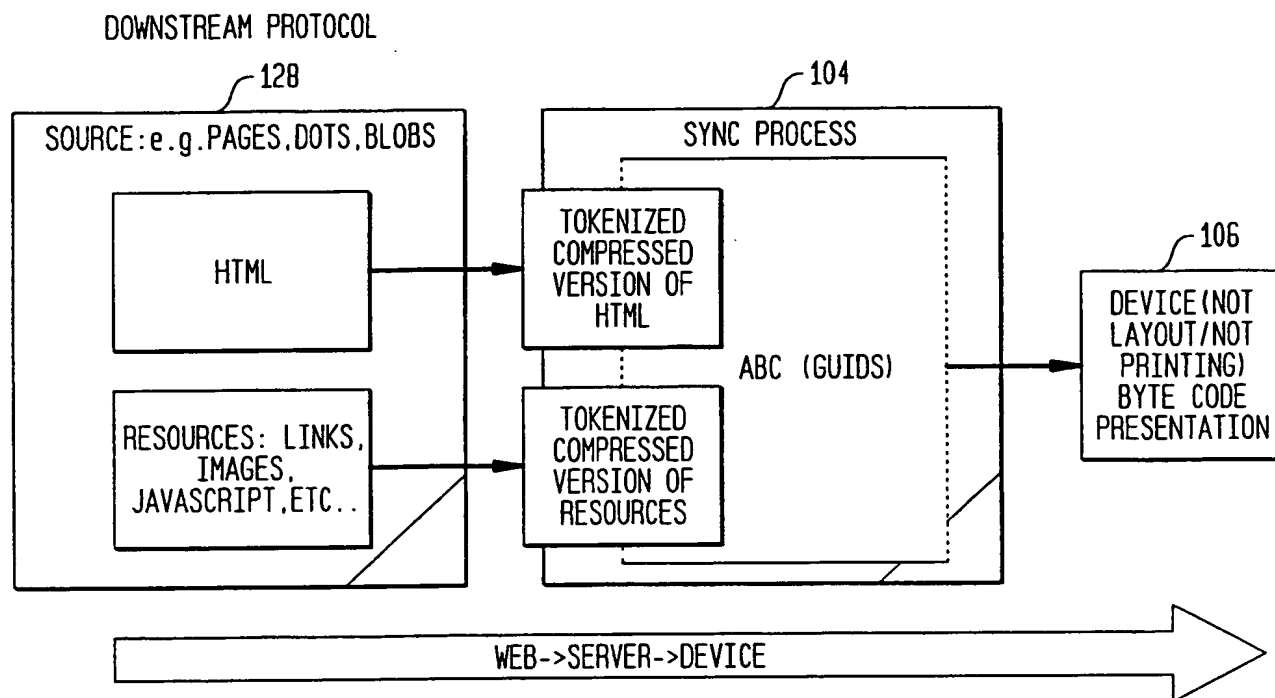 DOWNSTREAM PROTOCOL
128
SOURCE:e.g.PAGES,DOTS,BLOBS
HTML
RESOURCES: LINKS,
IMAGES,
JAVASCRIPT,ETC..
104
SYNC PROCESS
TOKENIZED
COMPRESSED
VERSION OF
HTML
ABC (GUIDS)
TOKENIZED
COMPRESSED
VERSION OF
RESOURCES
106
DEVICE(NOT
LAYOUT/NOT
PRINTING)
BYTE CODE
PRESENTATION
WEB->SERVER->DEVICE